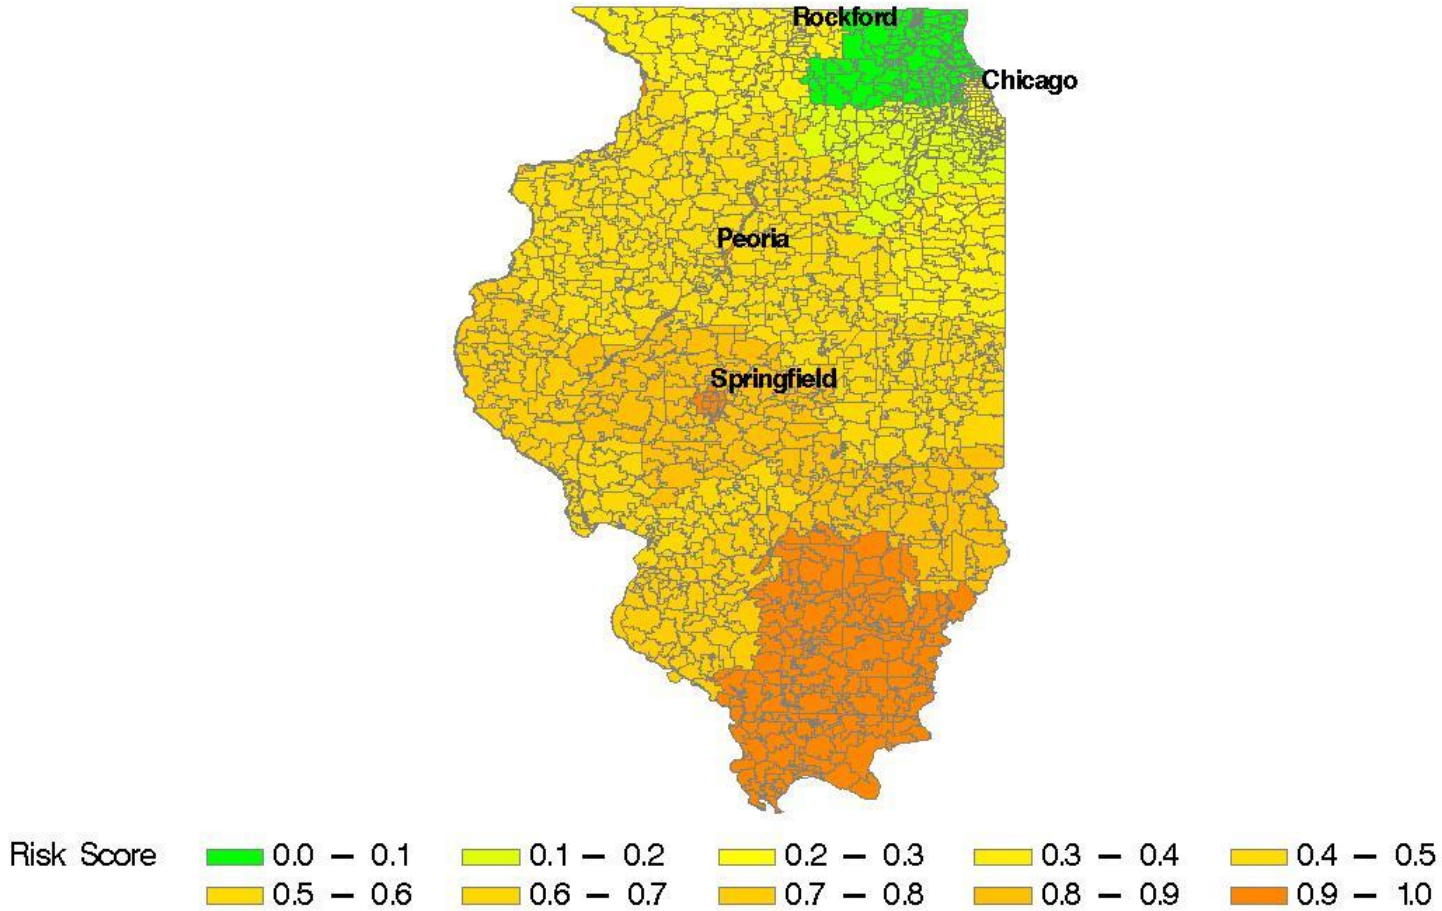 Rockford
Chicago
Peoria
Springfield
Risk Score 0.0 – 0.1 0.1 – 0.2 0.2 – 0.3 0.3 – 0.4 0.4 – 0.5
0.5 – 0.6 0.6 – 0.7 0.7 – 0.8 0.8 – 0.9 0.9 – 1.0